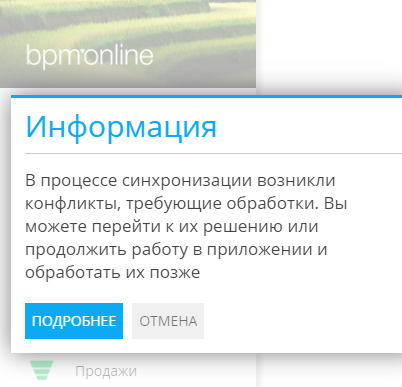 bpm'online
Информация
В процессе синхронизации возникли
конфликты, требующие обработки. Вы
можете перейти к их решению или
продолжить работу в приложении и
обработать их позже
ПОДРОБНЕЕ ОТМЕНА
Продажи